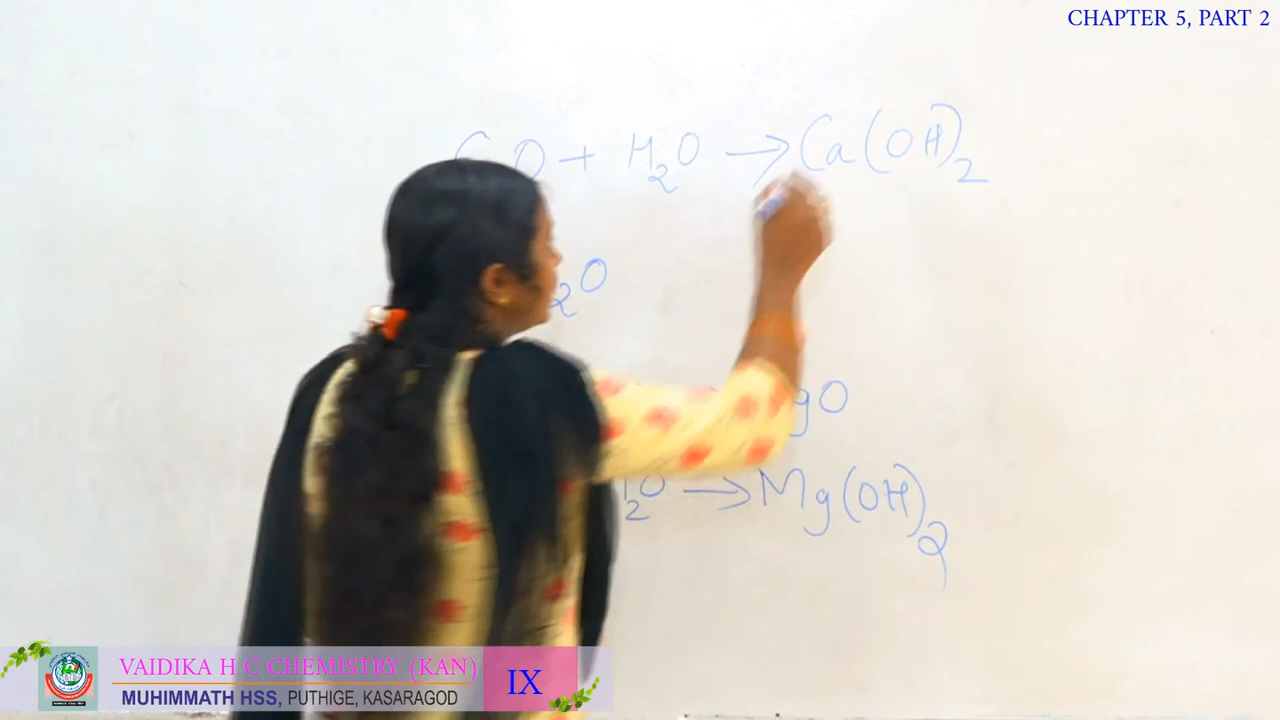 CHAPTER 5, PART 2
O + H2O → Ca(OH)2
2O
gO
2O → Mg(OH)2
VAIDIKA H C CHEMISTRY (KAN)
IX
MUHIMMATH HSS, PUTHIGE, KASARAGOD